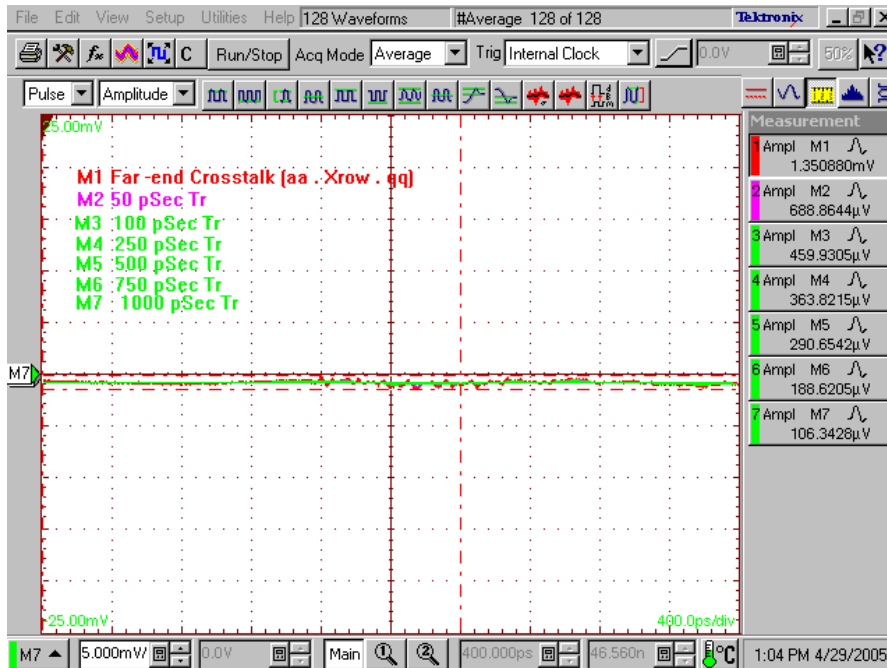 File Edit View Setup Utilities Help 128 Waveforms #Average 128 of 128 Tektronix
C Run/Stop Acq Mode Average Trig Internal Clock 0.0V 50%
Pulse Amplitude
25.00mV
M1 Far -end Crosstalk (aa . Xrow . qq)
M2 50 pSec Tr
M3 100 pSec Tr
M4 :250 pSec Tr
M5 :500 pSec Tr
M6 :750 pSec Tr
M7 : 1000 pSec Tr
M7
-25.00mV
400.0ps/div
Measurement
1 Ampl M1
1.350880mV
2 Ampl M2
688.8644µV
3 Ampl M3
459.9305µV
4 Ampl M4
363.8215µV
5 Ampl M5
290.6542µV
6 Ampl M6
188.6205µV
7 Ampl M7
106.3428µV
M7 5.000mV/ 0.0V Main 1 2 400.000ps 46.560n °C 1:04 PM 4/29/2005